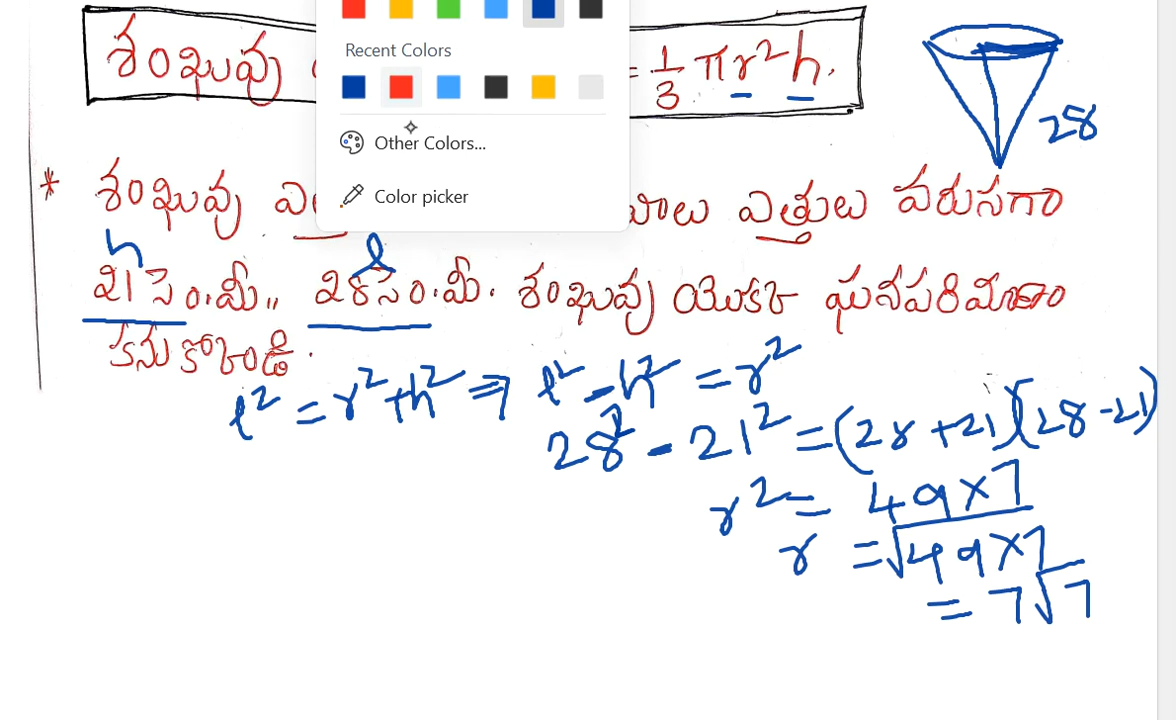 శంఖువు = 1/3 πr²h.
Recent Colors
Other Colors...
Color picker
28
* శంఖువు ఎత్తులు వరుసగా
h l
21 సెం.మీ,, 28సెం.మీ. శంఖువు యొక్క ఘనపరిమాణం
కనుకోండి.
l² = r² + h² ⇒ l² - h² = r²
28² - 21² = (28 + 21)(28 - 21)
r² = 49 × 7
r = √49 × 7
= 7√7